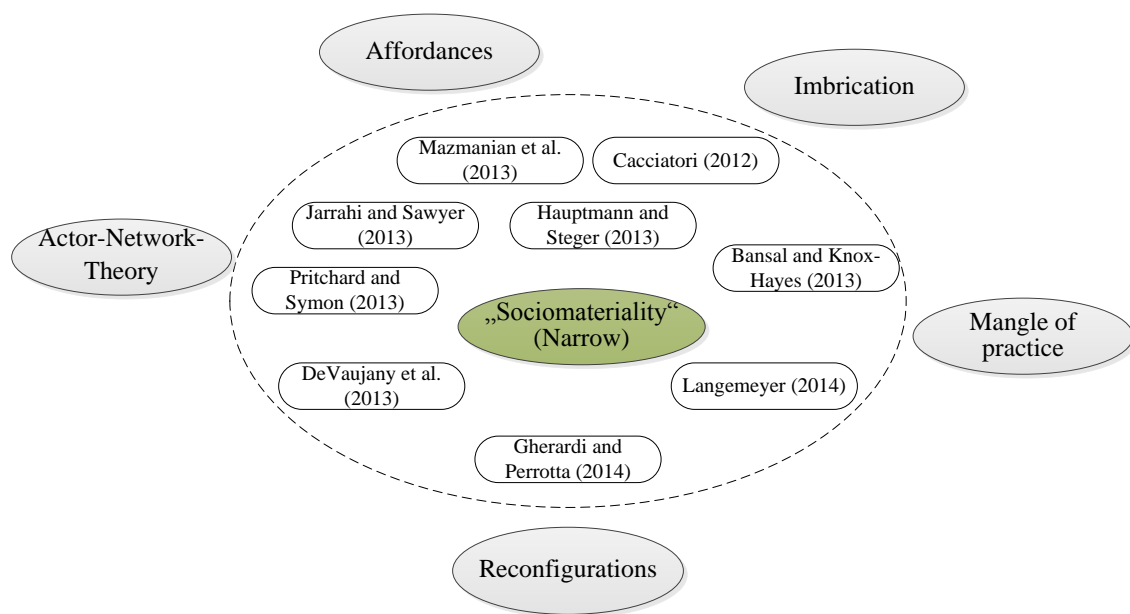 Affordances
Imbrication
Mazmanian et al.
(2013)
Cacciatori (2012)
Jarrahi and Sawyer
(2013)
Hauptmann and
Steger (2013)
Actor-Network-
Theory
Bansal and Knox-
Hayes (2013)
Pritchard and
Symon (2013)
„Sociomateriality“
(Narrow)
Mangle of
practice
DeVaujany et al.
(2013)
Langemeyer (2014)
Gherardi and
Perrotta (2014)
Reconfigurations